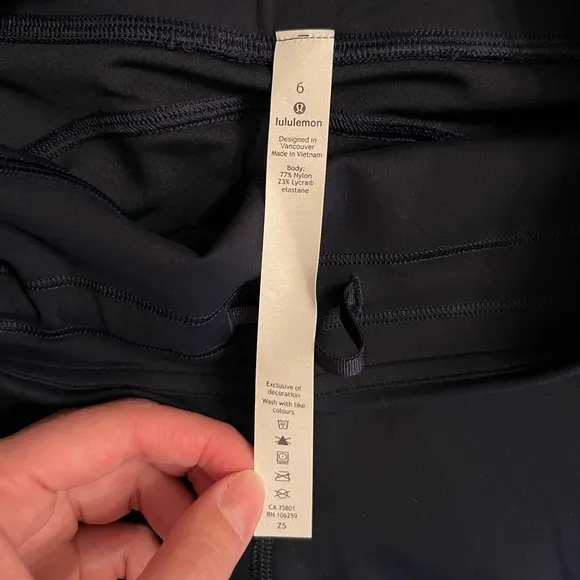 6
lululemon
Designed in
Vancouver
Made in Vietnam
Body:
77% Nylon
23% Lycra®
elastane
Exclusive of
decoration
Wash with like
colours
CA 35801
RN 106259
Z5